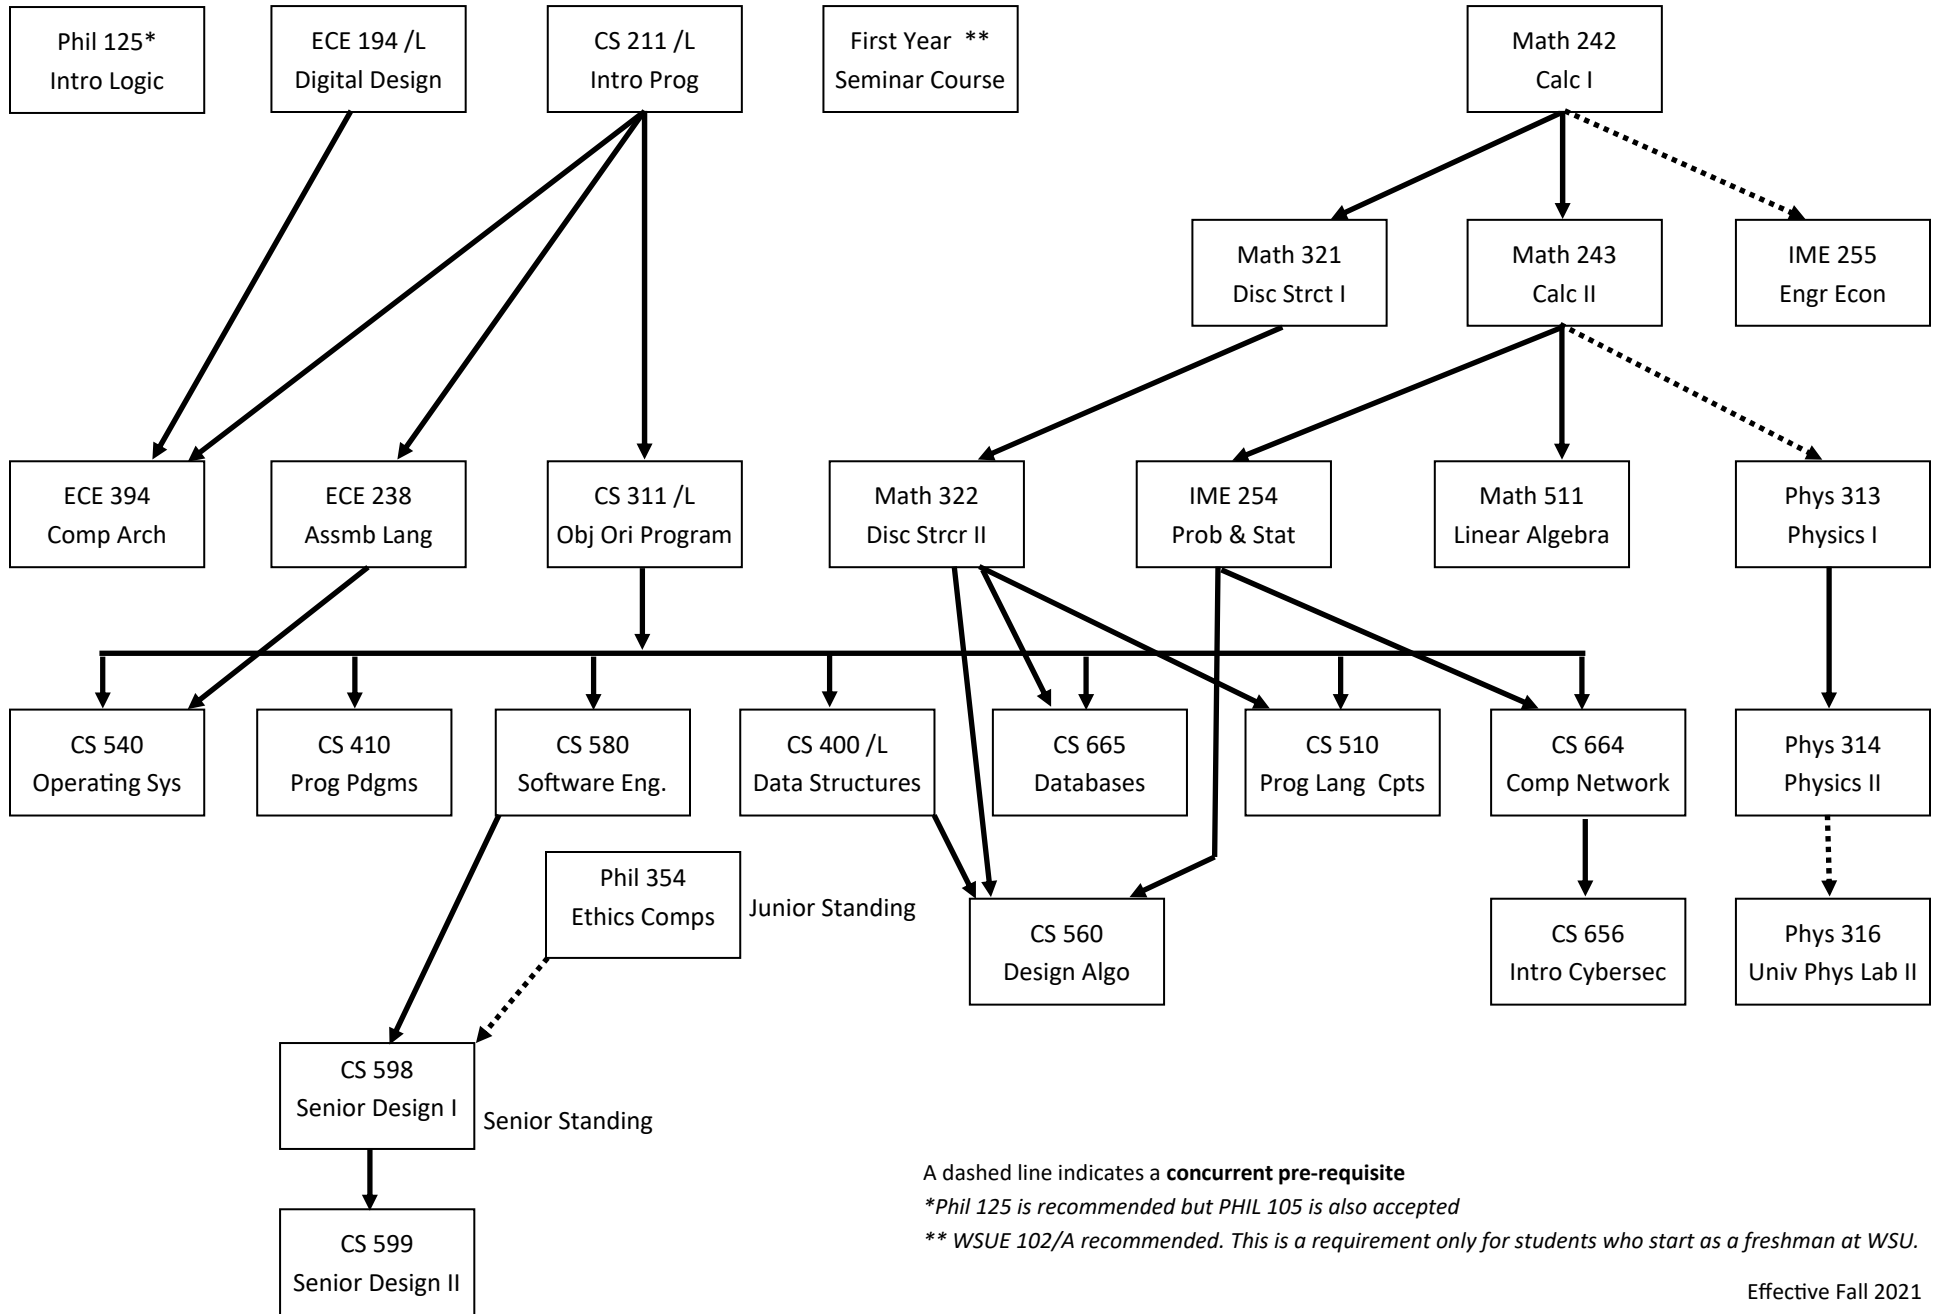 Phil 125*
Intro Logic
ECE 194 /L
Digital Design
CS 211 /L
Intro Prog
First Year  **
Seminar Course
Math 242
Calc I
Math 321
Disc Strct I
Math 243
Calc II
IME 255
Engr Econ
ECE 394
Comp Arch
ECE 238
Assmb Lang
CS 311 /L
Obj Ori Program
Math 322
Disc Strcr II
IME 254
Prob & Stat
Math 511
Linear Algebra
Phys 313
Physics I
CS 540
Operating Sys
CS 410
Prog Pdgms
CS 580
Software Eng.
CS 400 /L
Data Structures
CS 665
Databases
CS 510
Prog Lang  Cpts
CS 664
Comp Network
Phys 314
Physics II
Phil 354
Ethics Comps
Junior Standing
CS 560
Design Algo
CS 656
Intro Cybersec
Phys 316
Univ Phys Lab II
CS 598
Senior Design I
Senior Standing
CS 599
Senior Design II
A dashed line indicates a concurrent pre-requisite
*Phil 125 is recommended but PHIL 105 is also accepted
** WSUE 102/A recommended. This is a requirement only for students who start as a freshman at WSU.
Effective Fall 2021